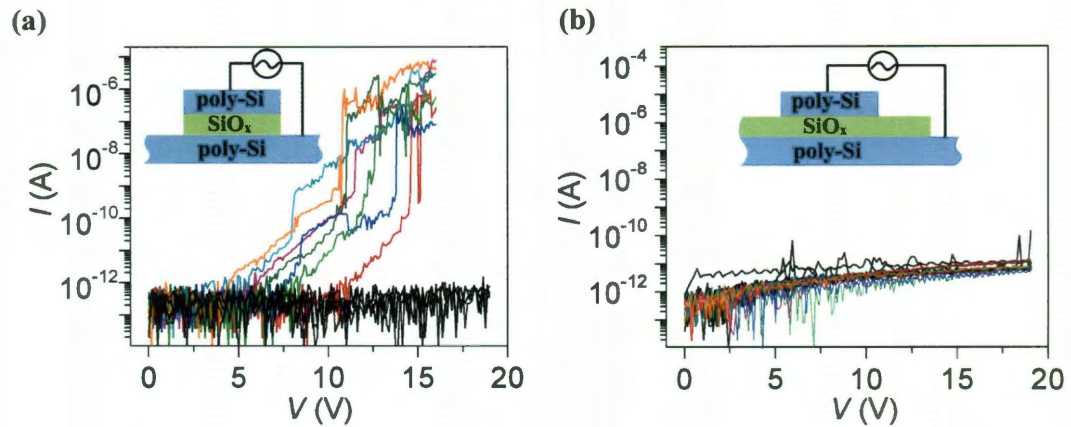 (a)
poly-Si
SiOₓ
poly-Si
10⁻⁶
10⁻⁸
10⁻¹⁰
10⁻¹²
I (A)
0 5 10 15 20
V (V)
(b)
poly-Si
SiOₓ
poly-Si
10⁻⁴
10⁻⁶
10⁻⁸
10⁻¹⁰
10⁻¹²
I (A)
0 5 10 15 20
V (V)